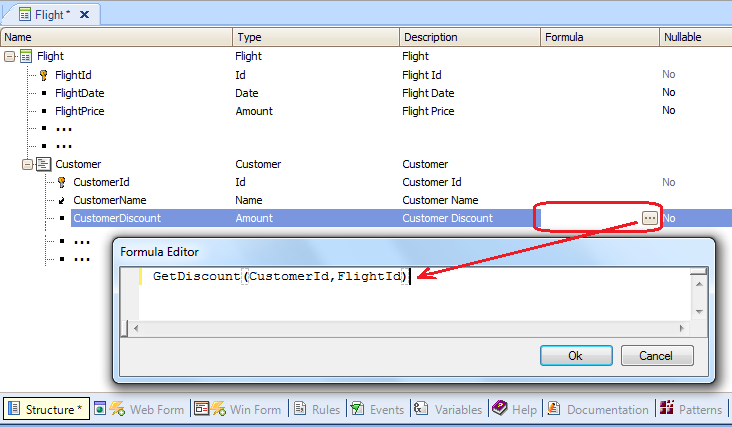 Flight *
Name Type Description Formula Nullable
Flight Flight Flight
FlightId Id Flight Id No
FlightDate Date Flight Date No
FlightPrice Amount Flight Price No
...
...
Customer Customer Customer
CustomerId Id Customer Id No
CustomerName Name Customer Name
CustomerDiscount Amount Customer Discount ... No
...
...
Formula Editor
GetDiscount(CustomerId,FlightId)
Ok Cancel
Structure * Web Form Win Form Rules Events Variables Help Documentation Patterns